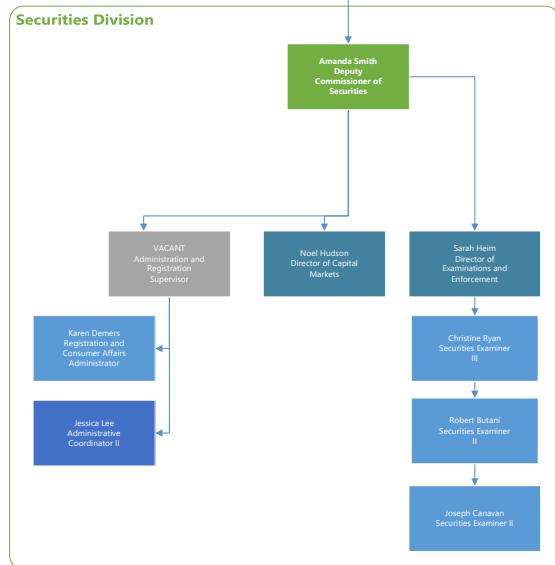 Securities Division
Amanda Smith
Deputy
Commissioner of
Securities
VACANT
Administration and
Registration
Supervisor
Noel Hudson
Director of Capital
Markets
Sarah Heim
Director of
Examinations and
Enforcement
Karen Demers
Registration and
Consumer Affairs
Administrator
Christine Ryan
Securities Examiner
III
Jessica Lee
Administrative
Coordinator II
Robert Butani
Securities Examiner
II
Joseph Canavan
Securities Examiner II